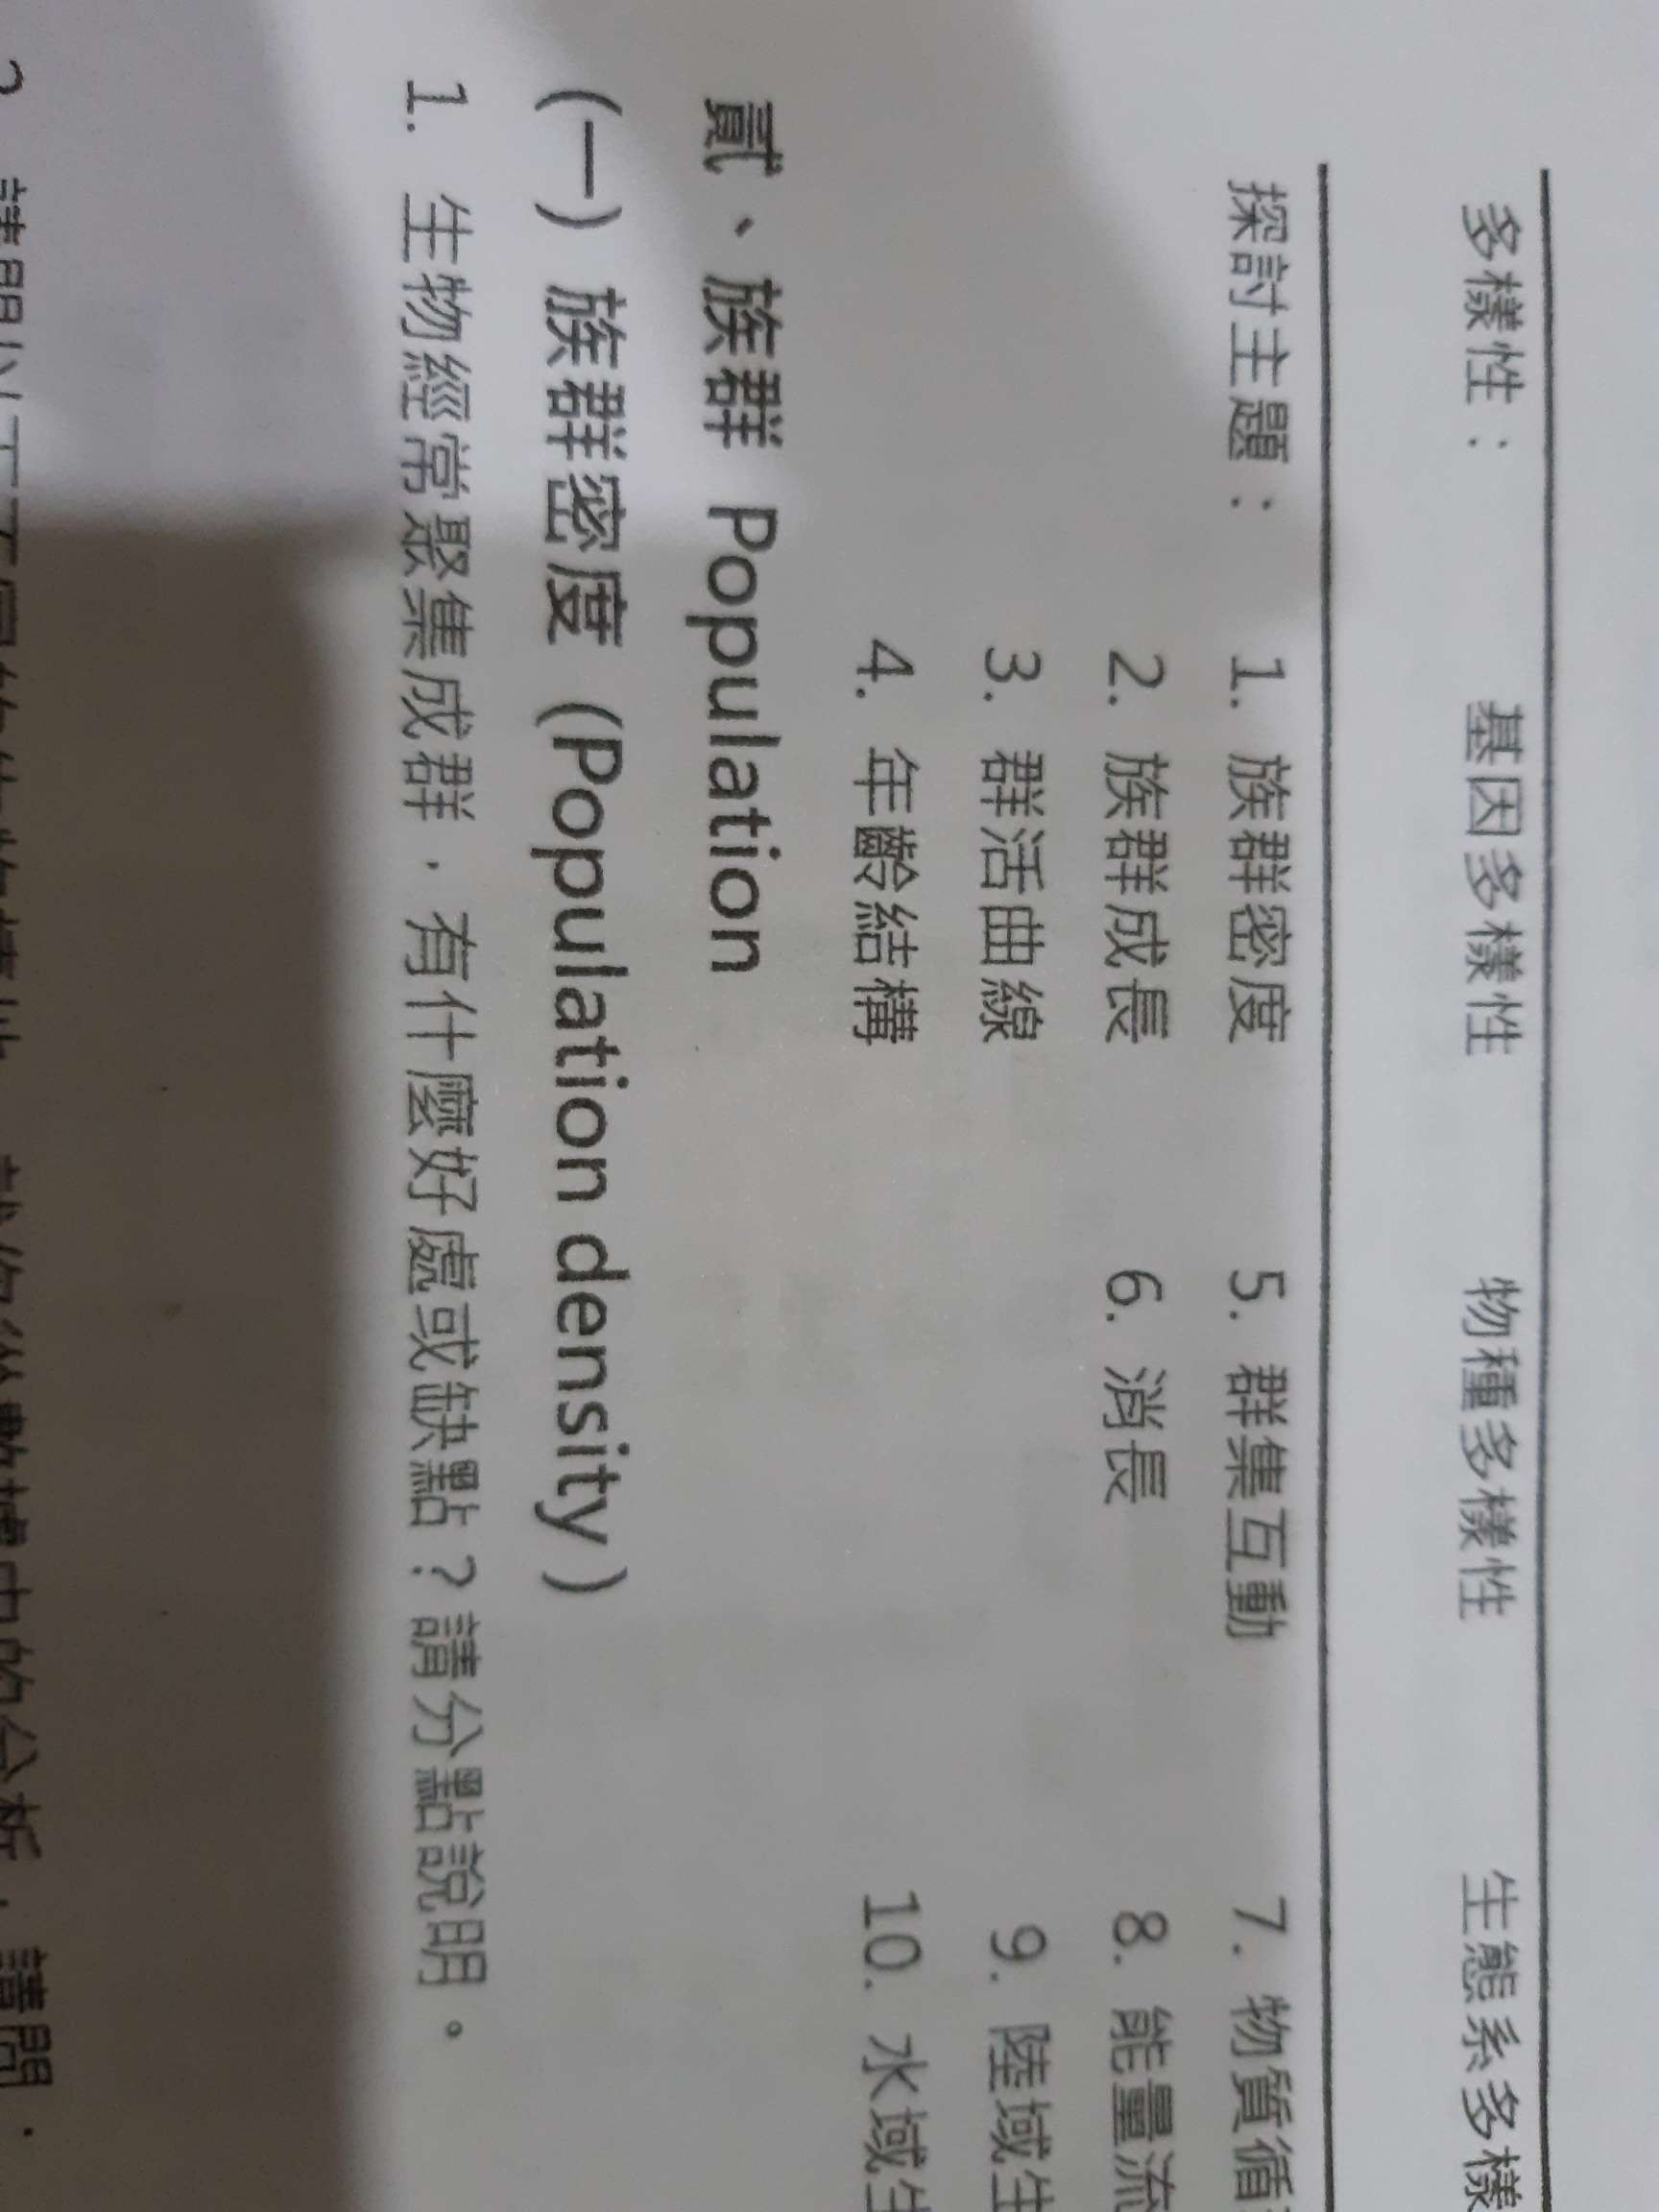 多樣性： 基因多樣性 物種多樣性 生態系多樣
探討主題： 1. 族群密度 5. 群集互動 7. 物質循
2. 族群成長 6. 消長 8. 能量流
3. 群活曲線 9. 陸域生
4. 年齡結構 10. 水域生
貳、族群 Population
(一) 族群密度 (Population density)
1. 生物經常聚集成群，有什麼好處或缺點？請分點說明。